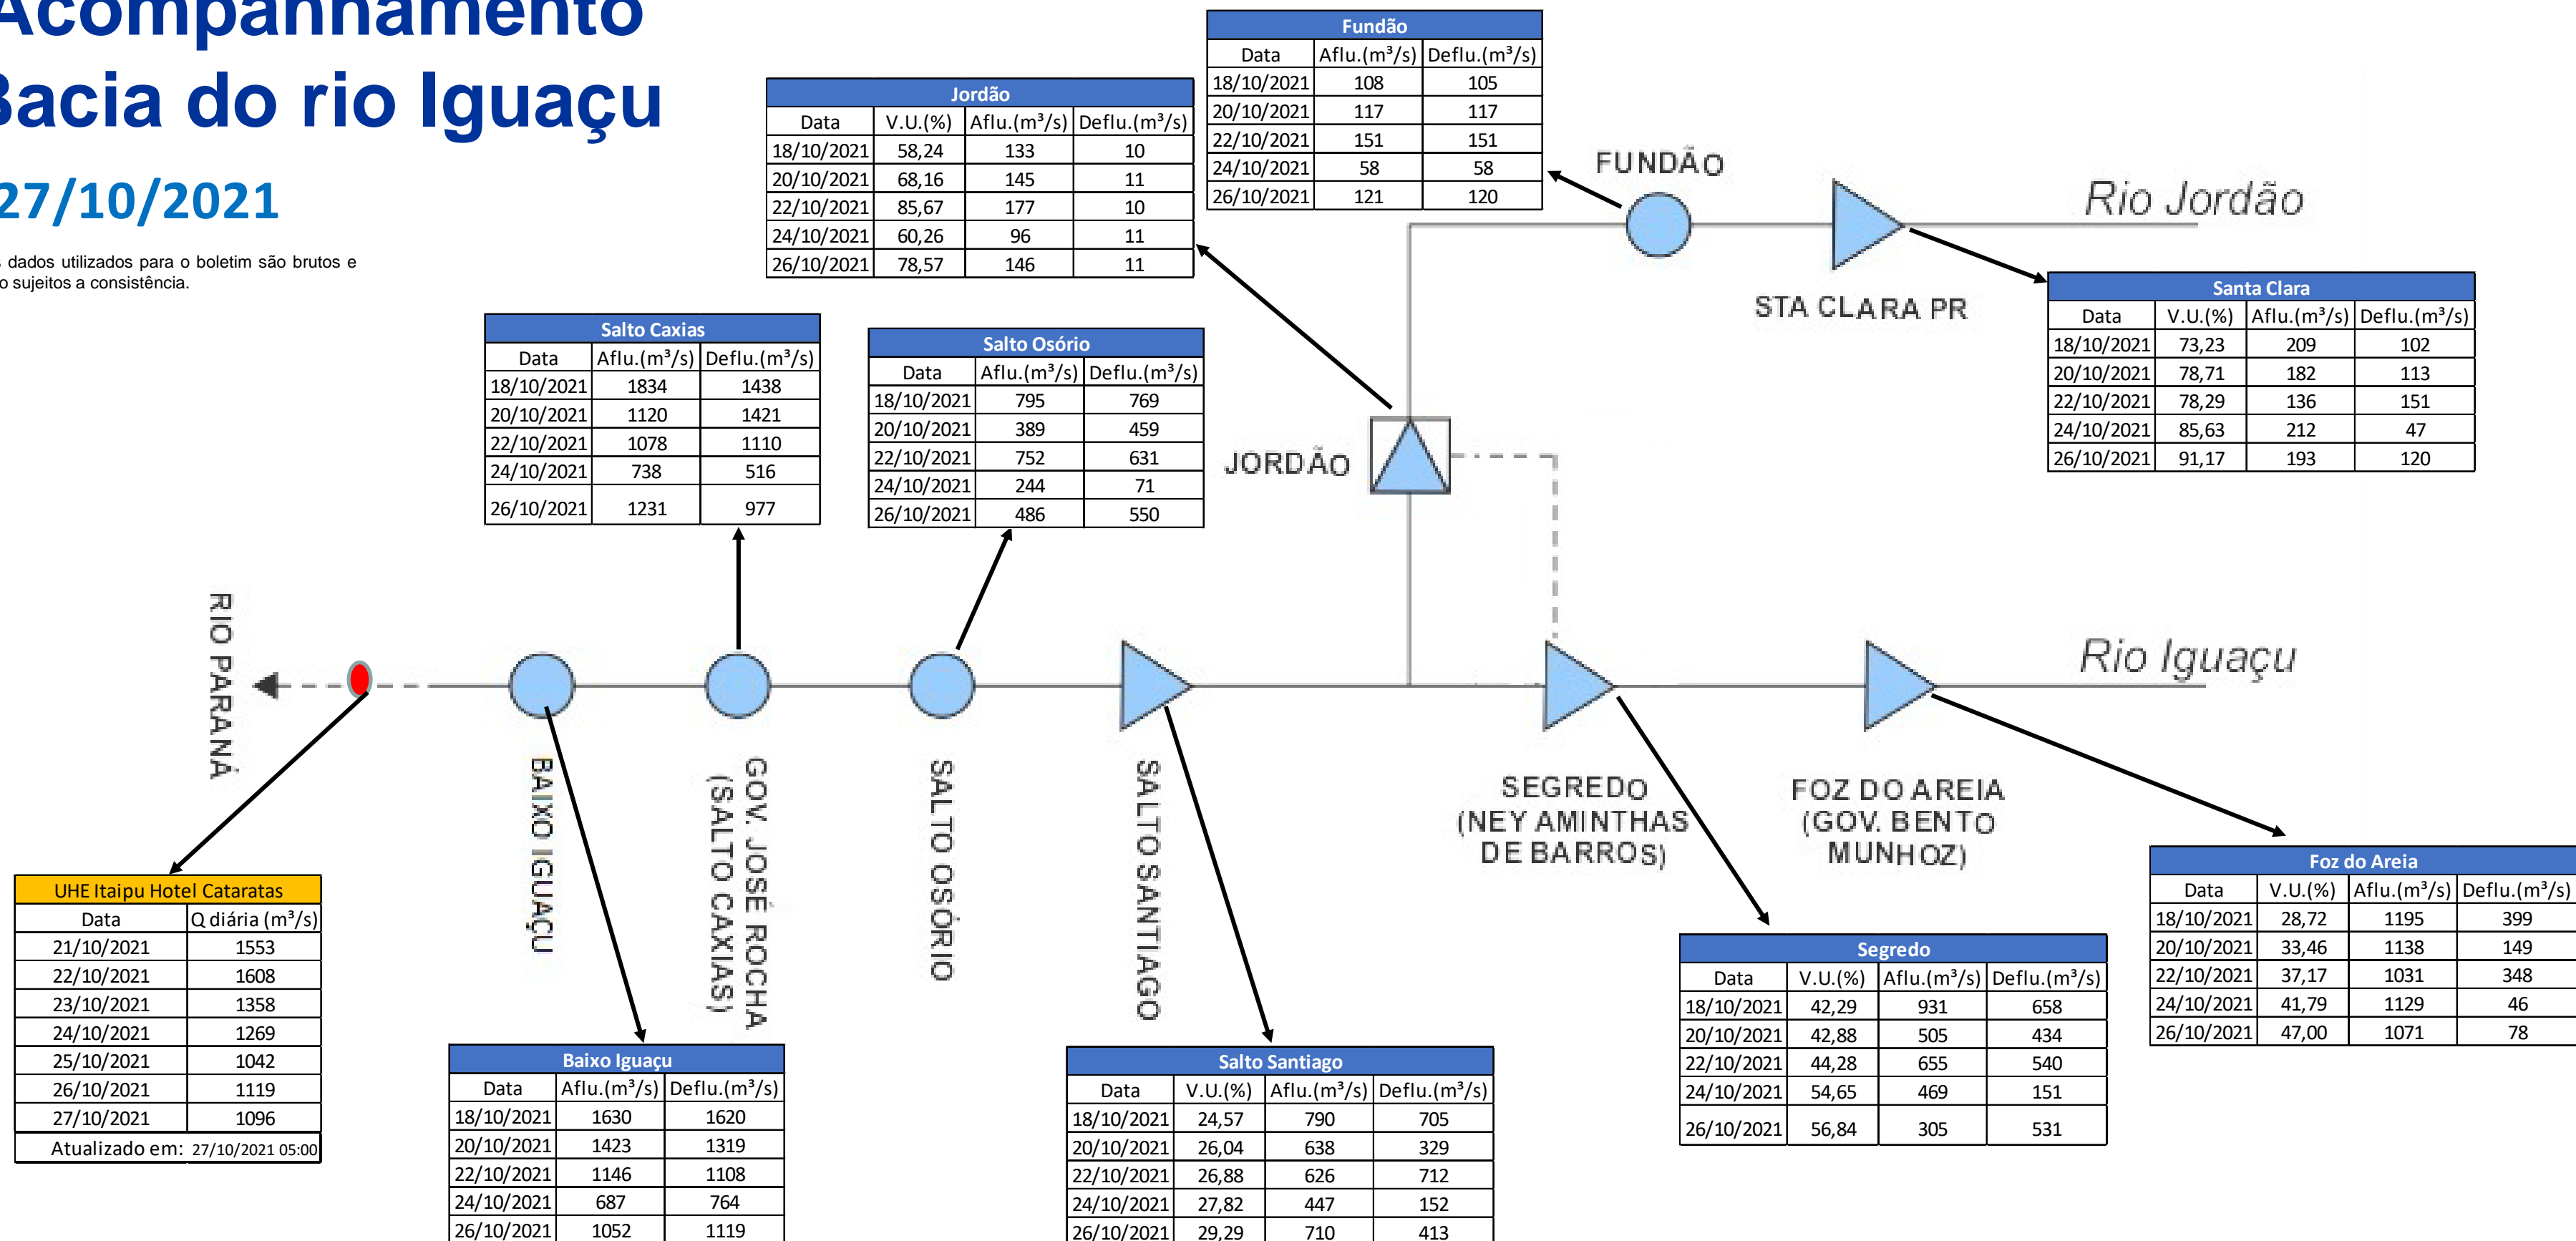 Acompanhamento
Bacia do rio Iguaçu
27/10/2021
dados utilizados para o boletim são brutos e
sujeitos a consistência.
Fundão
Data Aflu.(m³/s) Deflu.(m³/s)
18/10/2021 108 105
20/10/2021 117 117
22/10/2021 151 151
24/10/2021 58 58
26/10/2021 121 120
Jordão
Data V.U.(%) Aflu.(m³/s) Deflu.(m³/s)
18/10/2021 58,24 133 10
20/10/2021 68,16 145 11
22/10/2021 85,67 177 10
24/10/2021 60,26 96 11
26/10/2021 78,57 146 11
FUNDÃO
Rio Jordão
STA CLARA PR
Santa Clara
Data V.U.(%) Aflu.(m³/s) Deflu.(m³/s)
18/10/2021 73,23 209 102
20/10/2021 78,71 182 113
22/10/2021 78,29 136 151
24/10/2021 85,63 212 47
26/10/2021 91,17 193 120
Salto Caxias
Data Aflu.(m³/s) Deflu.(m³/s)
18/10/2021 1834 1438
20/10/2021 1120 1421
22/10/2021 1078 1110
24/10/2021 738 516
26/10/2021 1231 977
Salto Osório
Data Aflu.(m³/s) Deflu.(m³/s)
18/10/2021 795 769
20/10/2021 389 459
22/10/2021 752 631
24/10/2021 244 71
26/10/2021 486 550
JORDÃO
RIO PARANÁ
Rio Iguaçu
BAIXO IGUAÇU
GOV. JOSÉ ROCHA
(SALTO CAXIAS)
SALTO OSÓRIO
SALTO SANTIAGO
SEGREDO
(NEY AMINTHAS
DE BARROS)
FOZ DO AREIA
(GOV. BENTO
MUNHOZ)
UHE Itaipu Hotel Cataratas
Data Q diária (m³/s)
21/10/2021 1553
22/10/2021 1608
23/10/2021 1358
24/10/2021 1269
25/10/2021 1042
26/10/2021 1119
27/10/2021 1096
Atualizado em: 27/10/2021 05:00
Baixo Iguaçu
Data Aflu.(m³/s) Deflu.(m³/s)
18/10/2021 1630 1620
20/10/2021 1423 1319
22/10/2021 1146 1108
24/10/2021 687 764
26/10/2021 1052 1119
Salto Santiago
Data V.U.(%) Aflu.(m³/s) Deflu.(m³/s)
18/10/2021 24,57 790 705
20/10/2021 26,04 638 329
22/10/2021 26,88 626 712
24/10/2021 27,82 447 152
26/10/2021 29,29 710 413
Segredo
Data V.U.(%) Aflu.(m³/s) Deflu.(m³/s)
18/10/2021 42,29 931 658
20/10/2021 42,88 505 434
22/10/2021 44,28 655 540
24/10/2021 54,65 469 151
26/10/2021 56,84 305 531
Foz do Areia
Data V.U.(%) Aflu.(m³/s) Deflu.(m³/s)
18/10/2021 28,72 1195 399
20/10/2021 33,46 1138 149
22/10/2021 37,17 1031 348
24/10/2021 41,79 1129 46
26/10/2021 47,00 1071 78